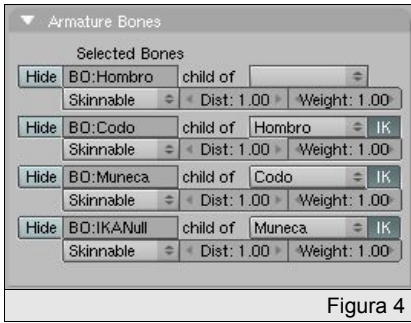 Armature Bones
Selected Bones
Hide BO:Hombro child of
Skinnable Dist: 1.00 Weight: 1.00
Hide BO:Codo child of Hombro IK
Skinnable Dist: 1.00 Weight: 1.00
Hide BO:Muneca child of Codo IK
Skinnable Dist: 1.00 Weight: 1.00
Hide BO:IKANull child of Muneca IK
Skinnable Dist: 1.00 Weight: 1.00
Figura 4